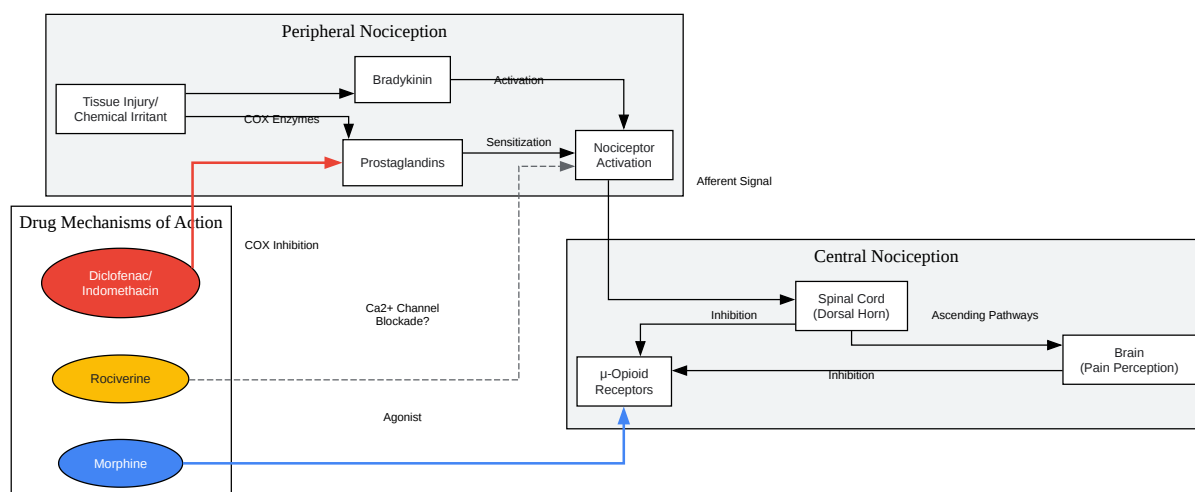 Peripheral Nociception
Bradykinin
Activation
Tissue Injury/
Chemical Irritant
COX Enzymes
Sensitization
Nociceptor
Activation
Prostaglandins
Afferent Signal
Drug Mechanisms of Action
COX Inhibition
Diclofenac/
Indomethacin
Ca2+ Channel
Blockade?
Rociverine
Agonist
Morphine
Central Nociception
Spinal Cord
(Dorsal Horn)
Inhibition
Ascending Pathways
Brain
(Pain Perception)
μ-Opioid
Receptors
Inhibition